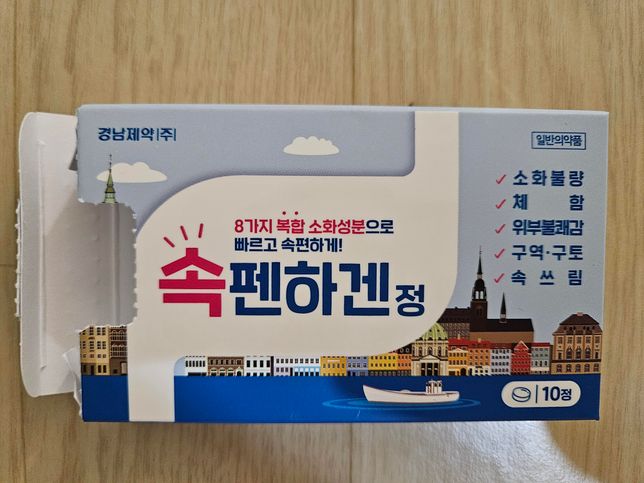 경남제약(주)
일반의약품
8가지 복합 소화성분으로
빠르고 속편하게!
속펜하겐정
소화불량
체 함
위부불쾌감
구역·구토
속 쓰림
10정